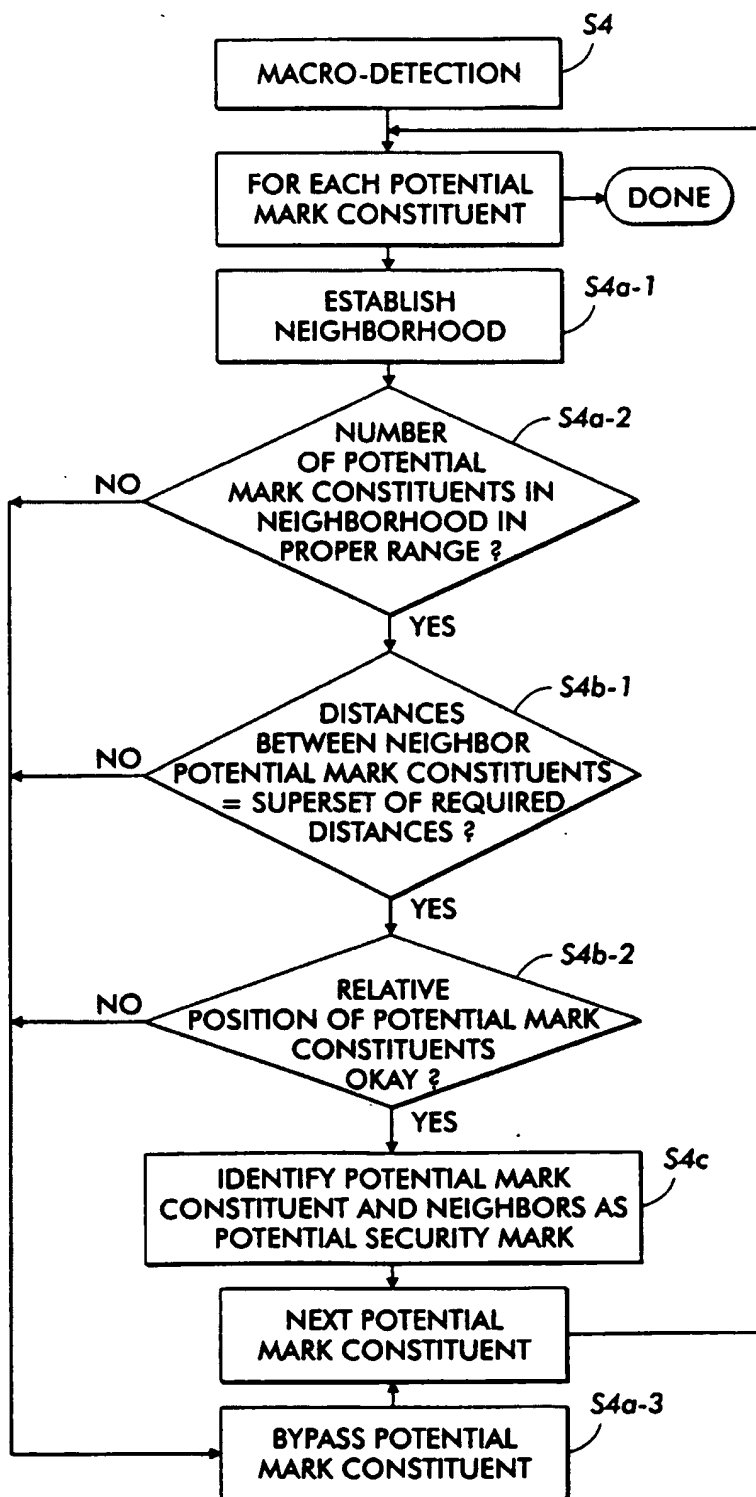 S4
MACRO-DETECTION
FOR EACH POTENTIAL
MARK CONSTITUENT
DONE
S4a-1
ESTABLISH
NEIGHBORHOOD
S4a-2
NUMBER
OF POTENTIAL
MARK CONSTITUENTS IN
NEIGHBORHOOD IN
PROPER RANGE ?
NO
YES
S4b-1
DISTANCES
BETWEEN NEIGHBOR
POTENTIAL MARK CONSTITUENTS
= SUPERSET OF REQUIRED
DISTANCES ?
NO
YES
S4b-2
RELATIVE
POSITION OF POTENTIAL MARK
CONSTITUENTS
OKAY ?
NO
YES
S4c
IDENTIFY POTENTIAL MARK
CONSTITUENT AND NEIGHBORS AS
POTENTIAL SECURITY MARK
NEXT POTENTIAL
MARK CONSTITUENT
S4a-3
BYPASS POTENTIAL
MARK CONSTITUENT